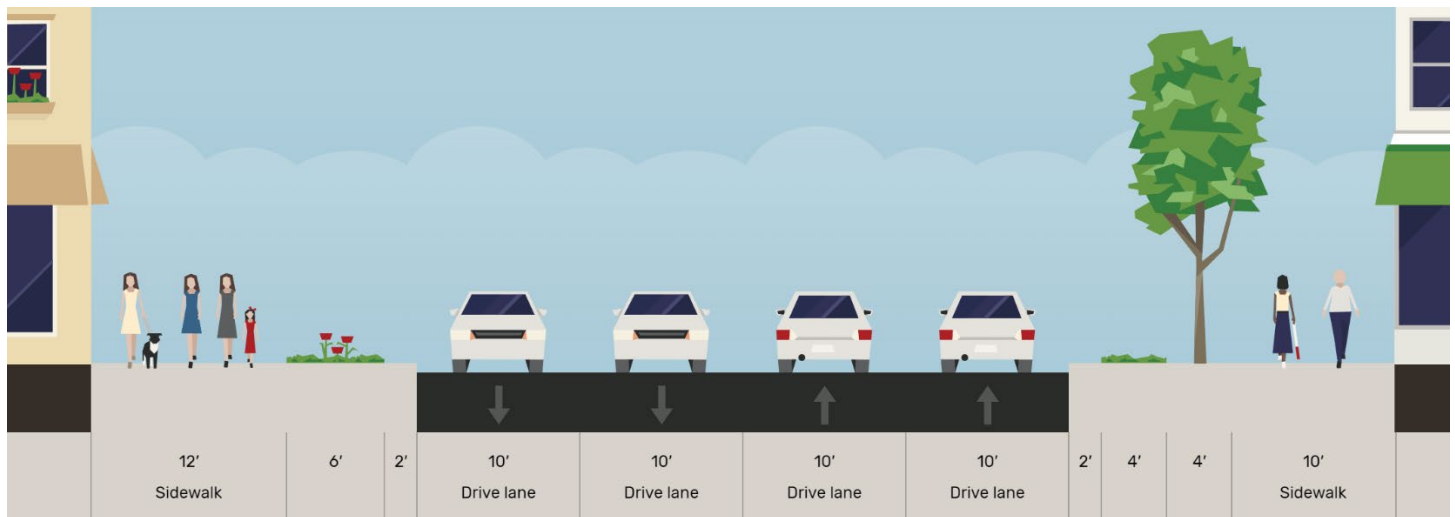 12′ 6′ 2′ 10′ 10′ 10′ 10′ 2′ 4′ 4′ 10′
Sidewalk Drive lane Drive lane Drive lane Drive lane Sidewalk